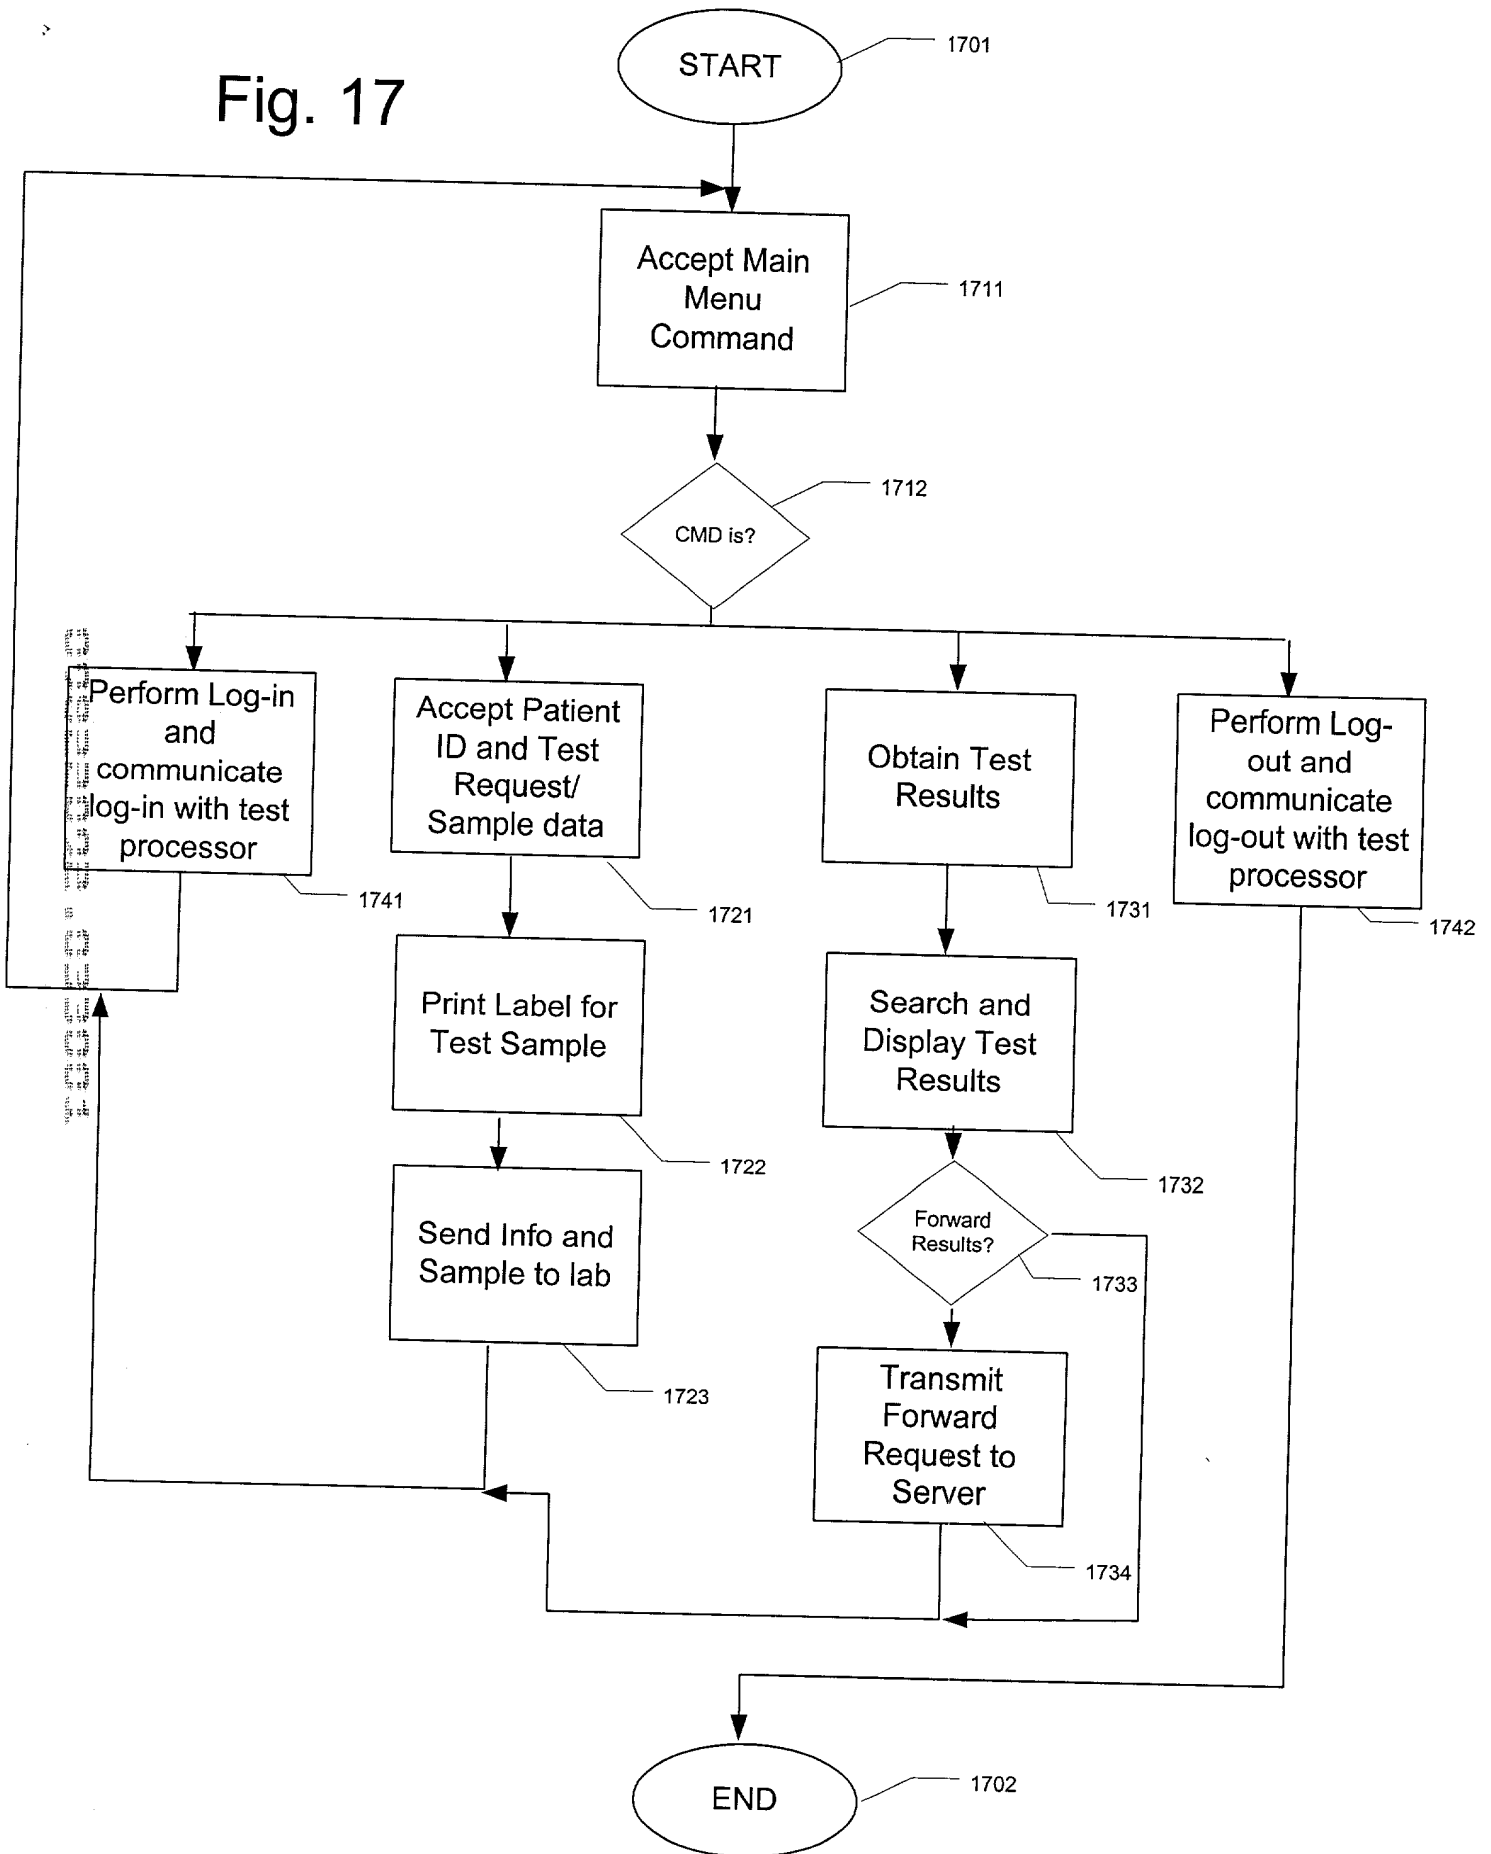 Fig. 17
START
1701
Accept Main
Menu
Command
1711
CMD is?
1712
Perform Log-in
and
communicate
log-in with test
processor
1741
Accept Patient
ID and Test
Request/
Sample data
1721
Obtain Test
Results
1731
Perform Log-
out and
communicate
log-out with test
processor
1742
Print Label for
Test Sample
1722
Search and
Display Test
Results
1732
Send Info and
Sample to lab
1723
Forward
Results?
1733
Transmit
Forward
Request to
Server
1734
END
1702